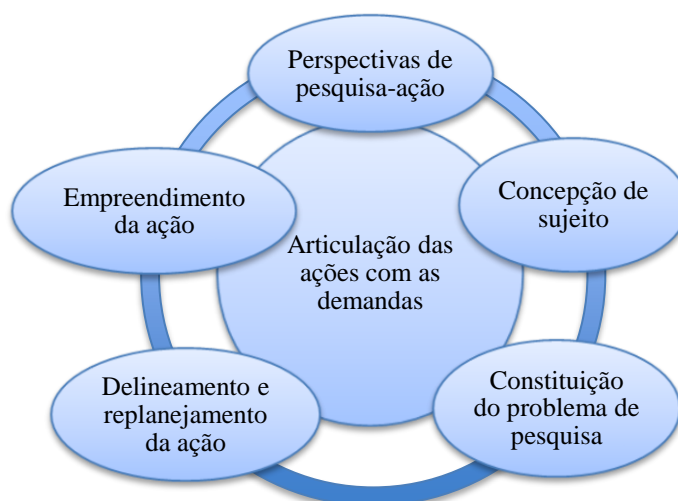 Perspectivas de
pesquisa-ação
Empreendimento
da ação
Concepção de
sujeito
Articulação das
ações com as
demandas
Delineamento e
replanejamento
da ação
Constituição
do problema de
pesquisa